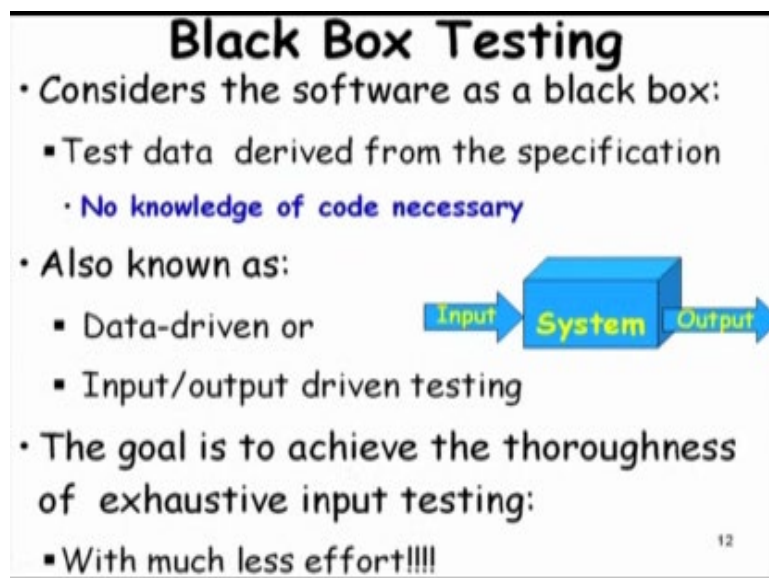 Black Box Testing
• Considers the software as a black box:
▪ Test data derived from the specification
• No knowledge of code necessary
• Also known as:
▪ Data-driven or
▪ Input/output driven testing
Input
System
Output
• The goal is to achieve the thoroughness
of exhaustive input testing:
▪ With much less effort!!!!
12